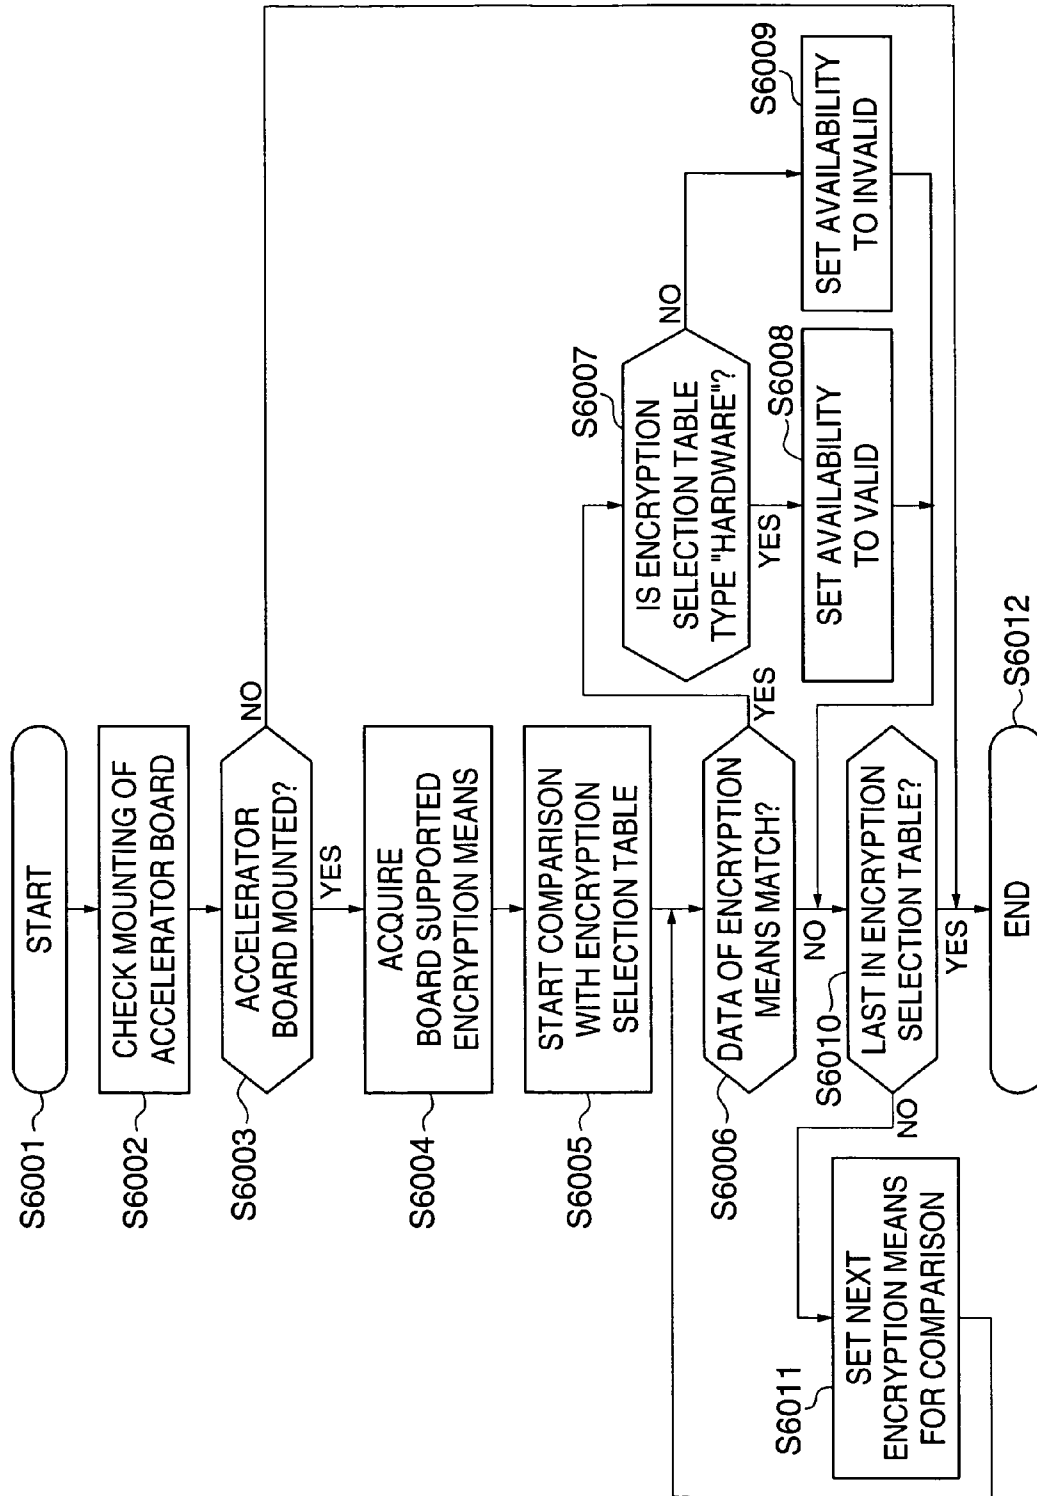 S6001
START
S6002
CHECK MOUNTING OF
ACCELERATOR BOARD
S6003
ACCELERATOR
BOARD MOUNTED?
NO
YES
S6004
ACQUIRE
BOARD SUPPORTED
ENCRYPTION MEANS
S6005
START COMPARISON
WITH ENCRYPTION
SELECTION TABLE
S6006
DATA OF ENCRYPTION
MEANS MATCH?
YES
NO
S6007
IS ENCRYPTION
SELECTION TABLE
TYPE "HARDWARE"?
NO
YES
S6008
SET AVAILABILITY
TO VALID
S6009
SET AVAILABILITY
TO INVALID
S6010
LAST IN ENCRYPTION
SELECTION TABLE?
NO
YES
S6011
SET NEXT
ENCRYPTION MEANS
FOR COMPARISON
S6012
END